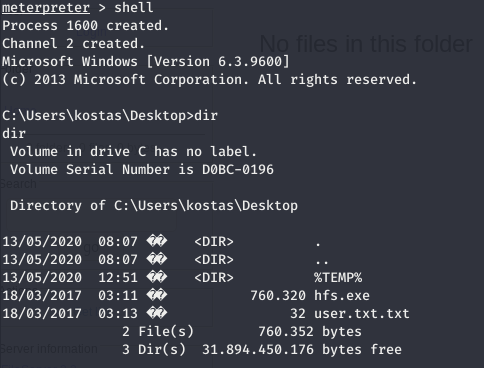 meterpreter > shell
Process 1600 created.
Channel 2 created.
No files in this folder
Microsoft Windows [Version 6.3.9600]
(c) 2013 Microsoft Corporation. All rights reserved.
C:\Users\kostas\Desktop>dir
dir
 Volume in drive C has no label.
 Volume Serial Number is D0BC-0196
Search
 Directory of C:\Users\kostas\Desktop
13/05/2020  08:07 ��    <DIR>          .
13/05/2020  08:07 ��    <DIR>          ..
13/05/2020  12:51 ��    <DIR>          %TEMP%
18/03/2017  03:11 ��           760.320 hfs.exe
18/03/2017  03:13 ��                32 user.txt.txt
               2 File(s)        760.352 bytes
Server information
               3 Dir(s)  31.894.450.176 bytes free